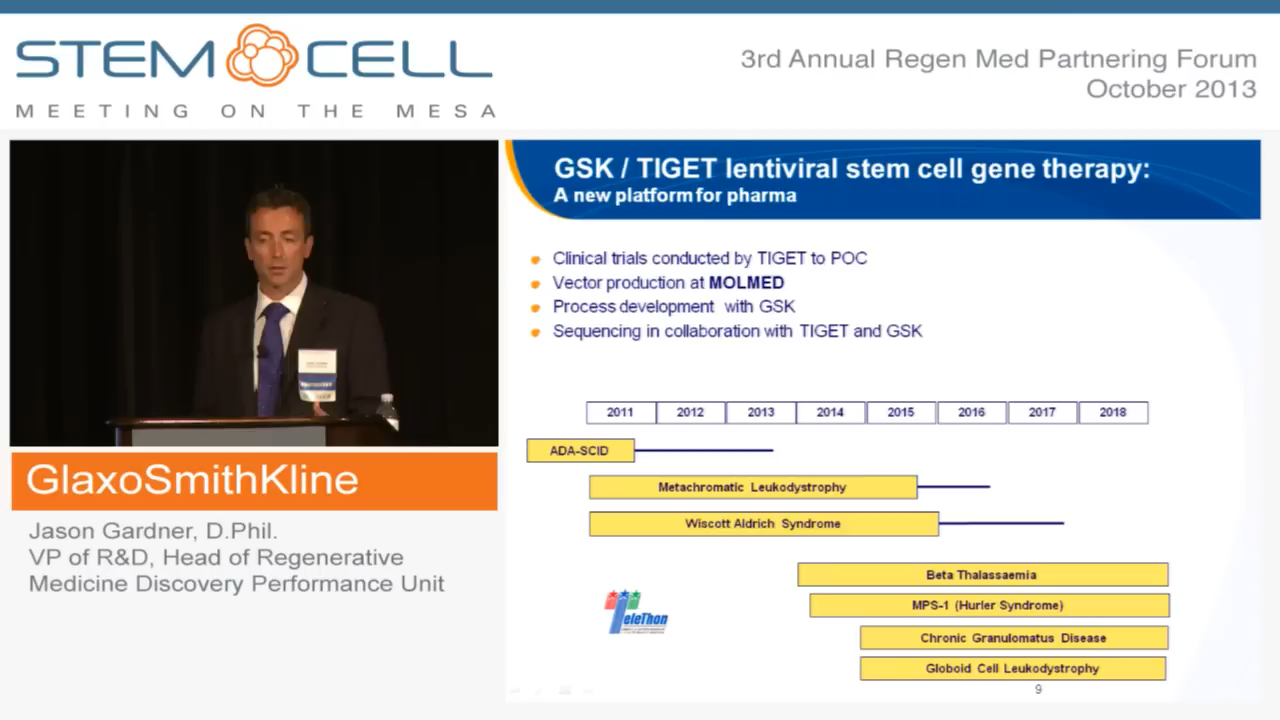 STEM CELL
MEETING ON THE MESA
3rd Annual Regen Med Partnering Forum
October 2013
GSK / TIGET lentiviral stem cell gene therapy:
A new platform for pharma
Clinical trials conducted by TIGET to POC
Vector production at MOLMED
Process development with GSK
Sequencing in collaboration with TIGET and GSK
2011 2012 2013 2014 2015 2016 2017 2018
ADA-SCID
Metachromatic Leukodystrophy
Wiscott Aldrich Syndrome
Beta Thalassaemia
MPS-1 (Hurler Syndrome)
Chronic Granulomatus Disease
Globoid Cell Leukodystrophy
TeleThon
9
GlaxoSmithKline
Jason Gardner, D.Phil.
VP of R&D, Head of Regenerative
Medicine Discovery Performance Unit